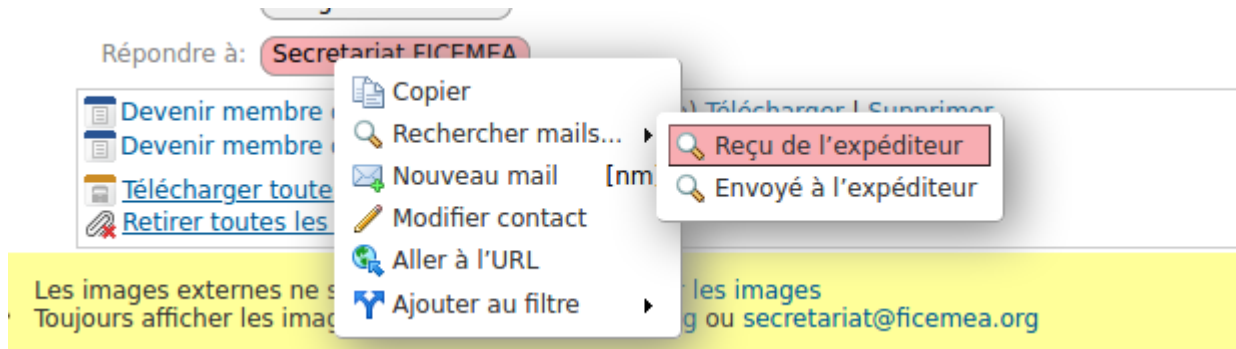 Répondre à: Secretariat FICEMEA
Devenir membre
Télécharger | Supprimer
Devenir membre
Télécharger toute
Retirer toutes les
Copier
Rechercher mails...
Nouveau mail [nm]
Modifier contact
Aller à l’URL
Ajouter au filtre
Reçu de l’expéditeur
Envoyé à l’expéditeur
Les images externes ne les images
Toujours afficher les ou secretariat@ficemea.org